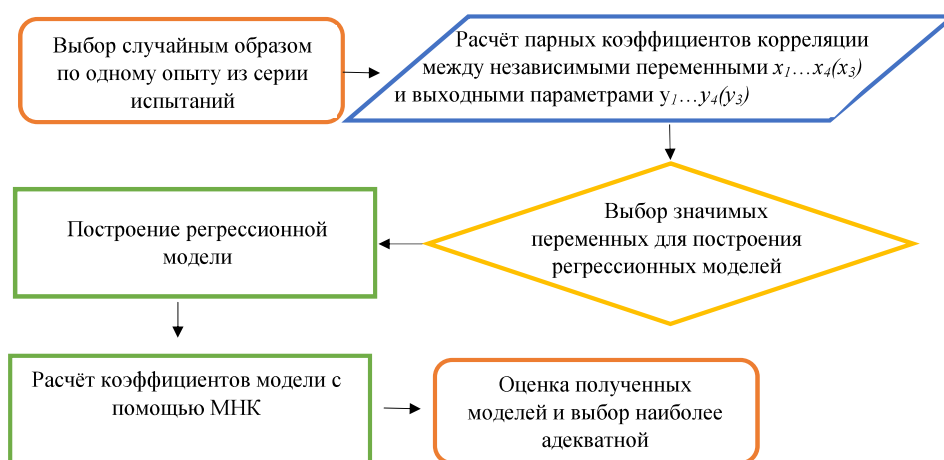 Выбор случайным образом
по одному опыту из серии
испытаний
Расчёт парных коэффициентов корреляции
между независимыми переменными x₁…x₄(x₃)
и выходными параметрами y₁…y₄(y₃)
Выбор значимых
переменных для построения
регрессионных моделей
Построение регрессионной
модели
Расчёт коэффициентов модели с
помощью МНК
Оценка полученных
моделей и выбор наиболее
адекватной